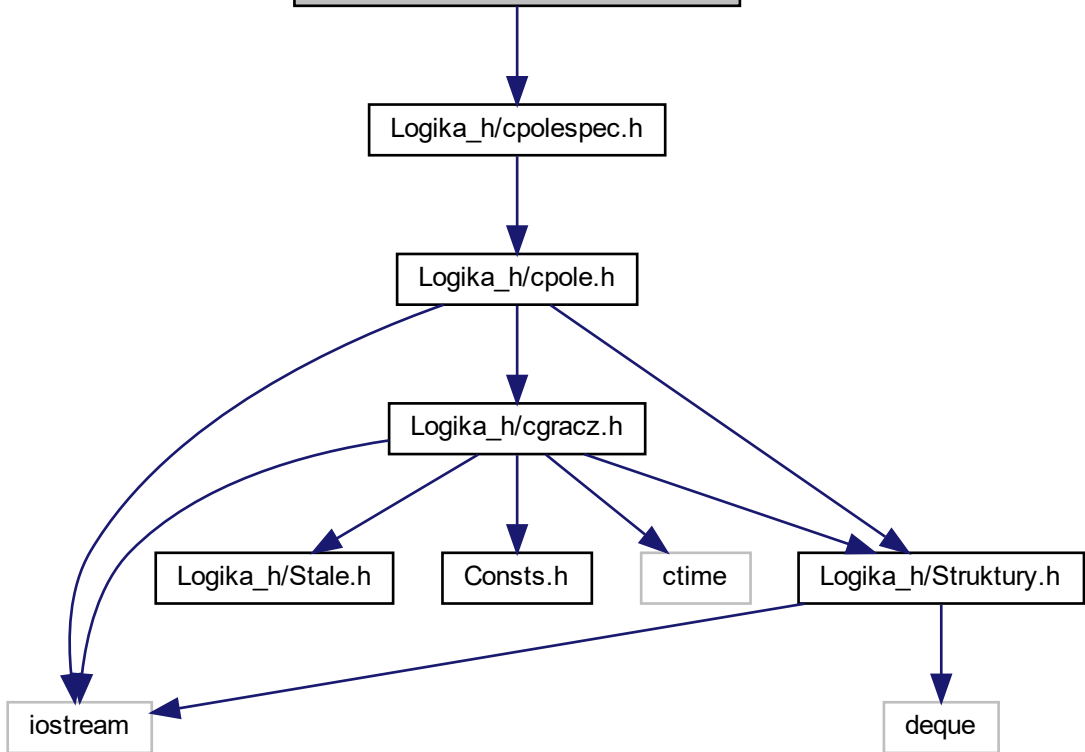 Logika_h/cpolespec.h
Logika_h/cpole.h
Logika_h/cgracz.h
Logika_h/Stale.h
Consts.h
ctime
Logika_h/Struktury.h
iostream
deque